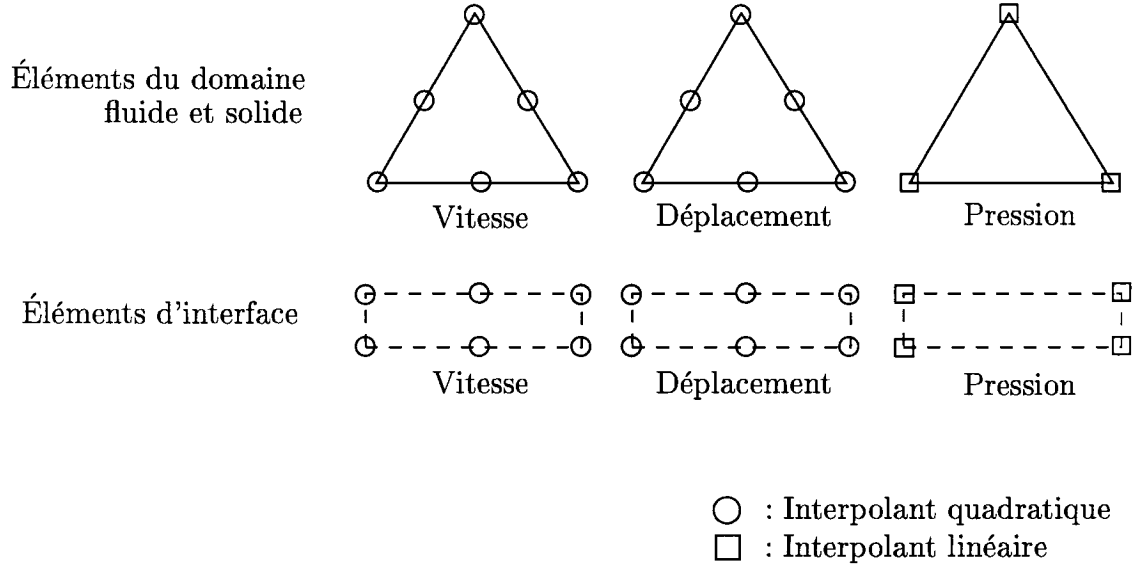 Éléments du domaine
fluide et solide
Vitesse
Déplacement
Pression
Éléments d'interface
Vitesse
Déplacement
Pression
: Interpolant quadratique
: Interpolant linéaire